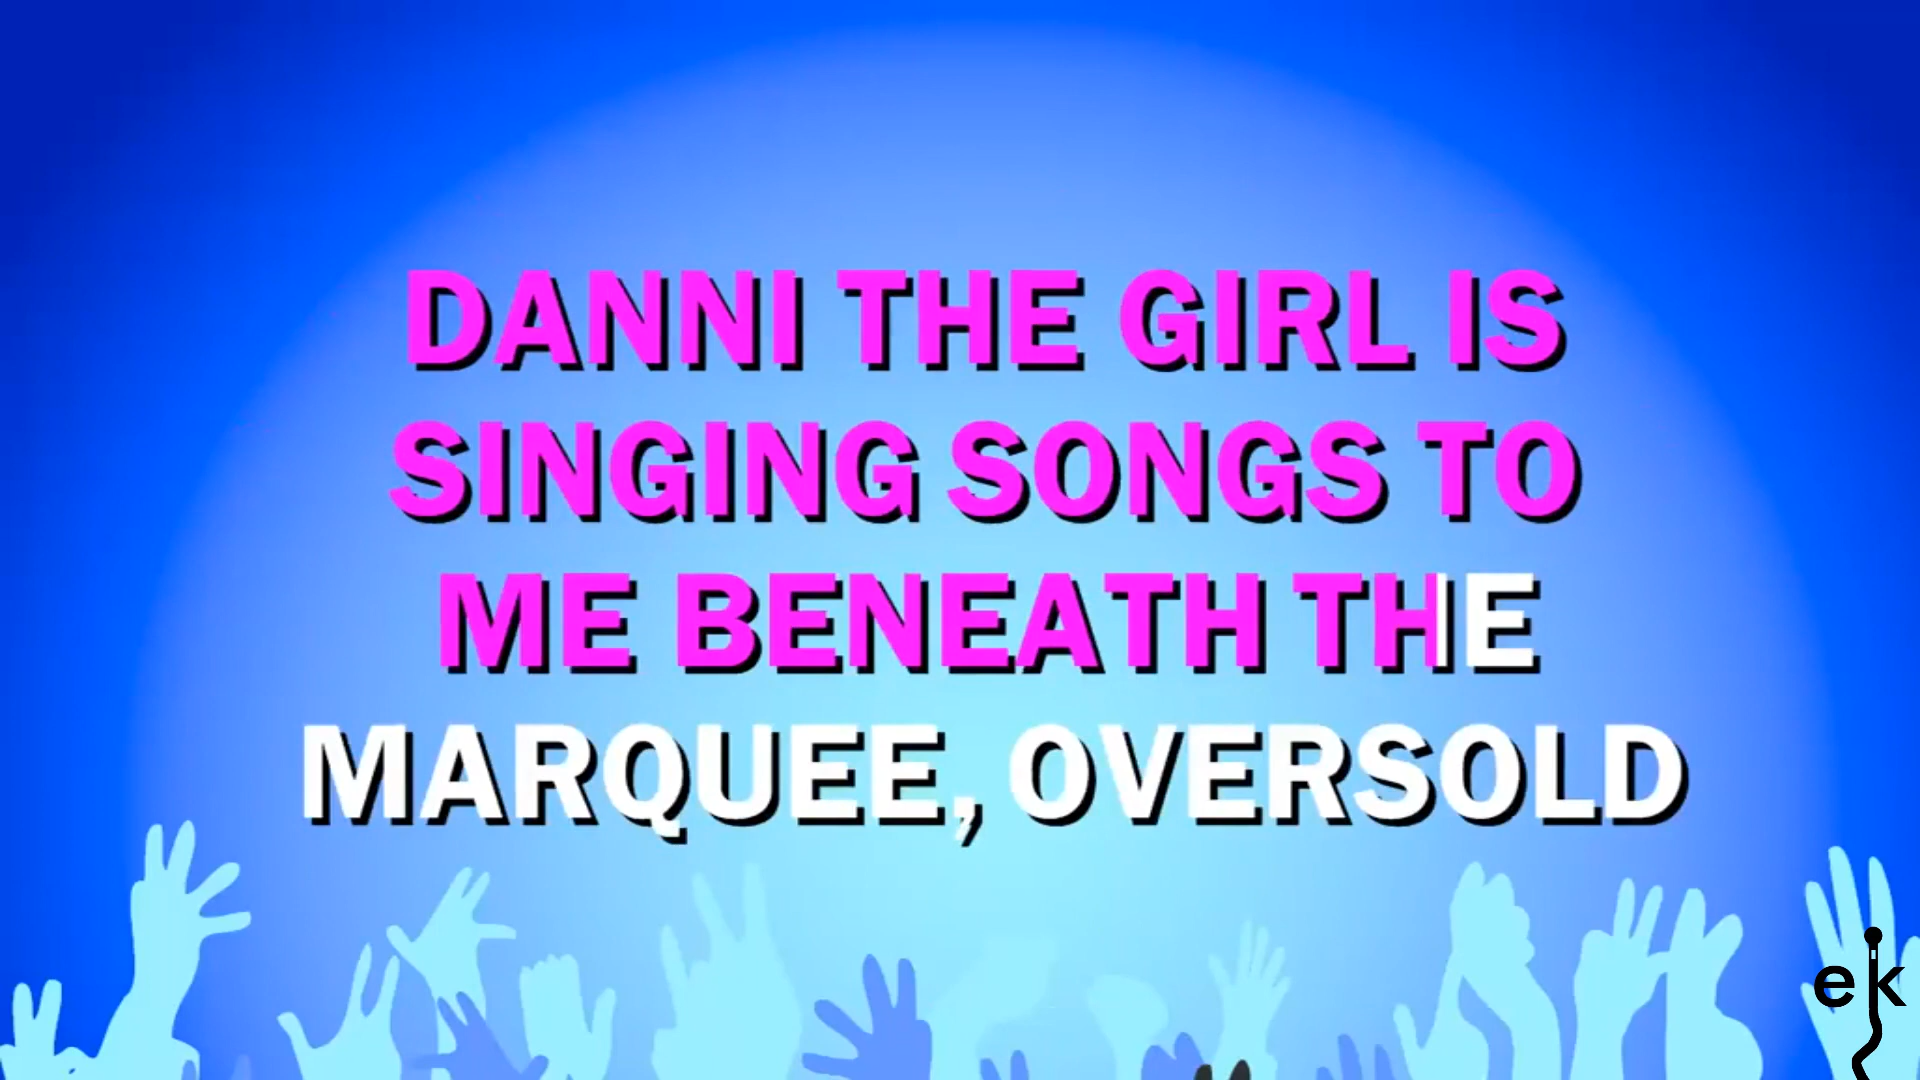 DANNI THE GIRL IS
SINGING SONGS TO
ME BENEATH THE
MARQUEE, OVERSOLD
ek